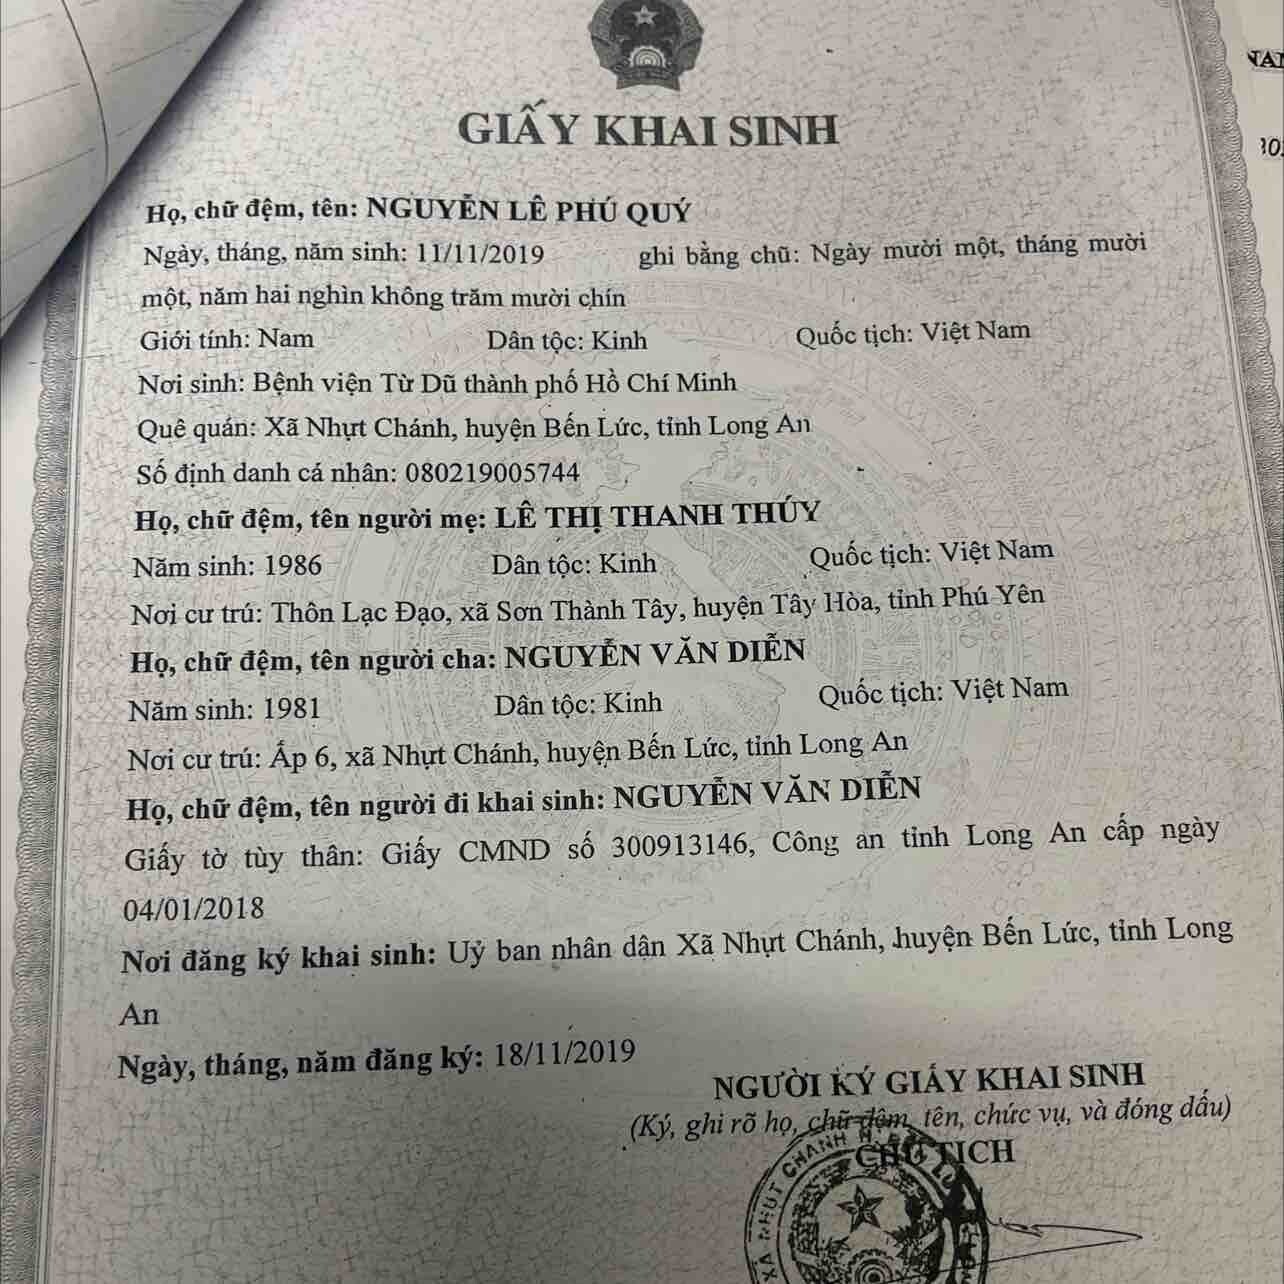 NAM
GIẤY KHAI SINH
Họ, chữ đệm, tên: NGUYỄN LÊ PHÚ QUÝ
Ngày, tháng, năm sinh: 11/11/2019 ghi bằng chữ: Ngày mười một, tháng mười
một, năm hai nghìn không trăm mười chín
Giới tính: Nam Dân tộc: Kinh Quốc tịch: Việt Nam
Nơi sinh: Bệnh viện Từ Dũ thành phố Hồ Chí Minh
Quê quán: Xã Nhựt Chánh, huyện Bến Lức, tỉnh Long An
Số định danh cá nhân: 080219005744
Họ, chữ đệm, tên người mẹ: LÊ THỊ THANH THÚY
Năm sinh: 1986 Dân tộc: Kinh Quốc tịch: Việt Nam
Nơi cư trú: Thôn Lạc Đạo, xã Sơn Thành Tây, huyện Tây Hòa, tỉnh Phú Yên
Họ, chữ đệm, tên người cha: NGUYỄN VĂN DIỄN
Năm sinh: 1981 Dân tộc: Kinh Quốc tịch: Việt Nam
Nơi cư trú: Ấp 6, xã Nhựt Chánh, huyện Bến Lức, tỉnh Long An
Họ, chữ đệm, tên người đi khai sinh: NGUYỄN VĂN DIỄN
Giấy tờ tùy thân: Giấy CMND số 300913146, Công an tỉnh Long An cấp ngày
04/01/2018
Nơi đăng ký khai sinh: Uỷ ban nhân dân Xã Nhựt Chánh, huyện Bến Lức, tỉnh Long
An
Ngày, tháng, năm đăng ký: 18/11/2019
NGƯỜI KÝ GIẤY KHAI SINH
(Ký, ghi rõ họ, chữ đệm, tên, chức vụ, và đóng dấu)
CHỦ TỊCH
XÃ NHỰT CHÁNH H.